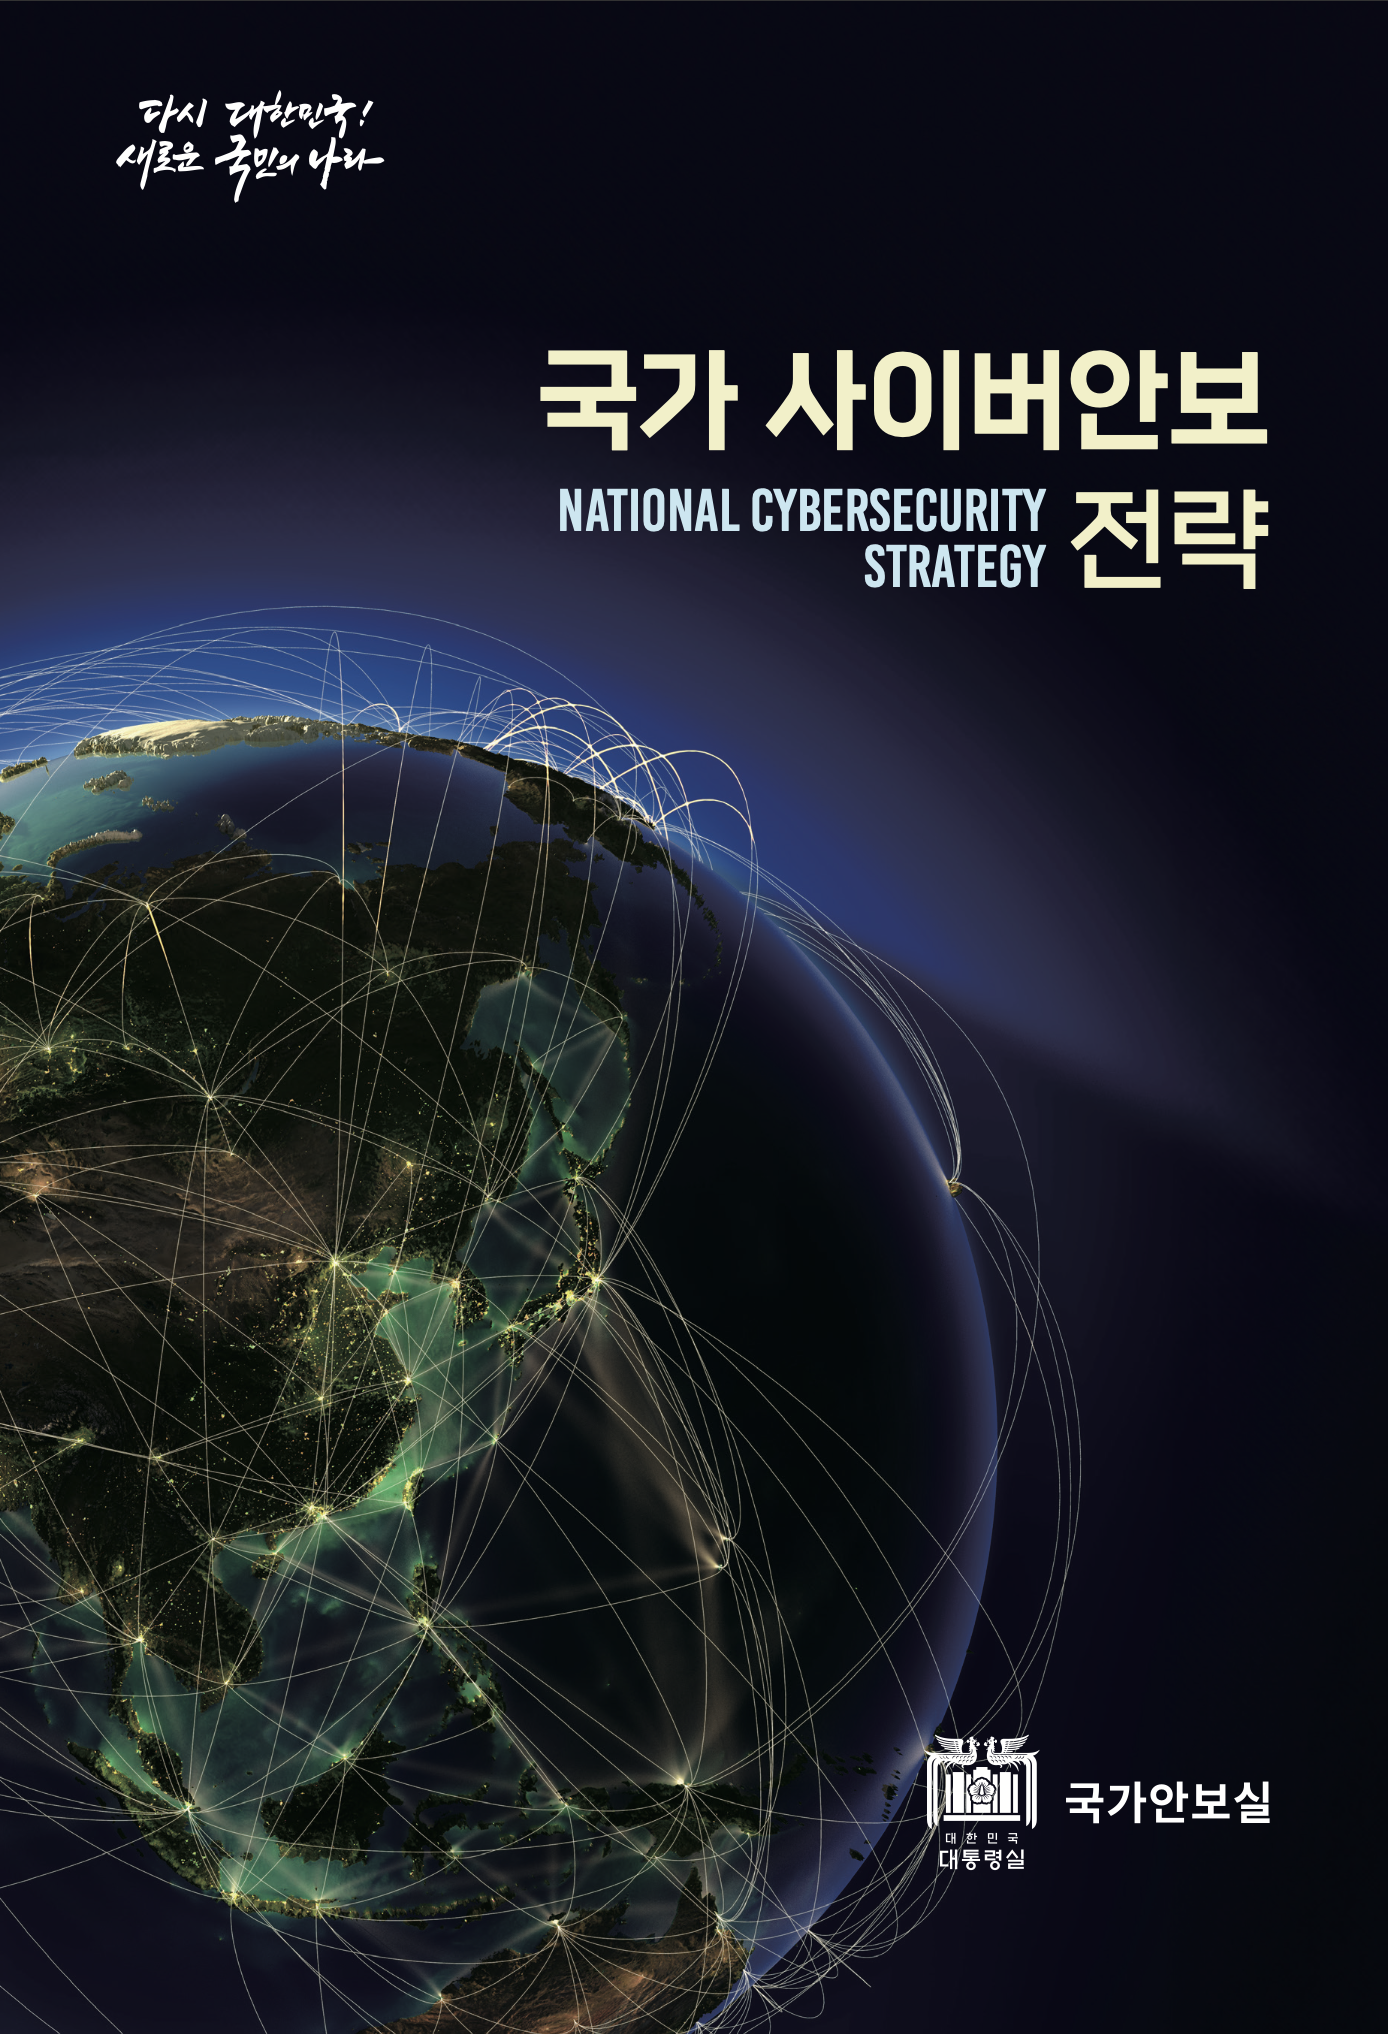 다시 대한민국!
새로운 국민의 나라
국가 사이버안보
NATIONAL CYBERSECURITY 전략
STRATEGY
국가안보실
대한민국
대통령실